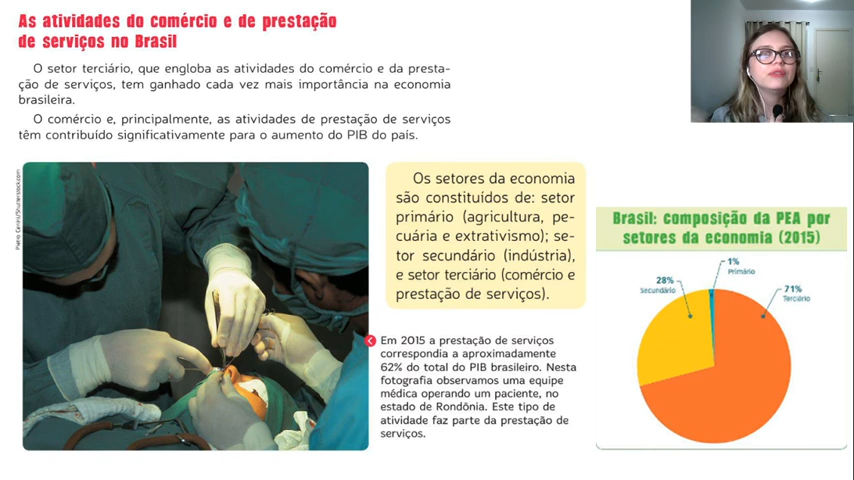 As atividades do comércio e de prestação
de serviços no Brasil
O setor terciário, que engloba as atividades do comércio e da presta-
ção de serviços, tem ganhado cada vez mais importância na economia
brasileira.
O comércio e, principalmente, as atividades de prestação de serviços
têm contribuído significativamente para o aumento do PIB do país.
Os setores da economia
são constituídos de: setor
primário (agricultura, pe-
cuária e extrativismo); se-
tor secundário (indústria),
e setor terciário (comércio e
prestação de serviços).
Em 2015 a prestação de serviços
correspondia a aproximadamente
62% do total do PIB brasileiro. Nesta
fotografia observamos uma equipe
médica operando um paciente, no
estado de Rondônia. Este tipo de
atividade faz parte da prestação de
serviços.
Brasil: composição da PEA por
setores da economia (2015)
1%
Primário
28%
Secundário
71%
Terciário